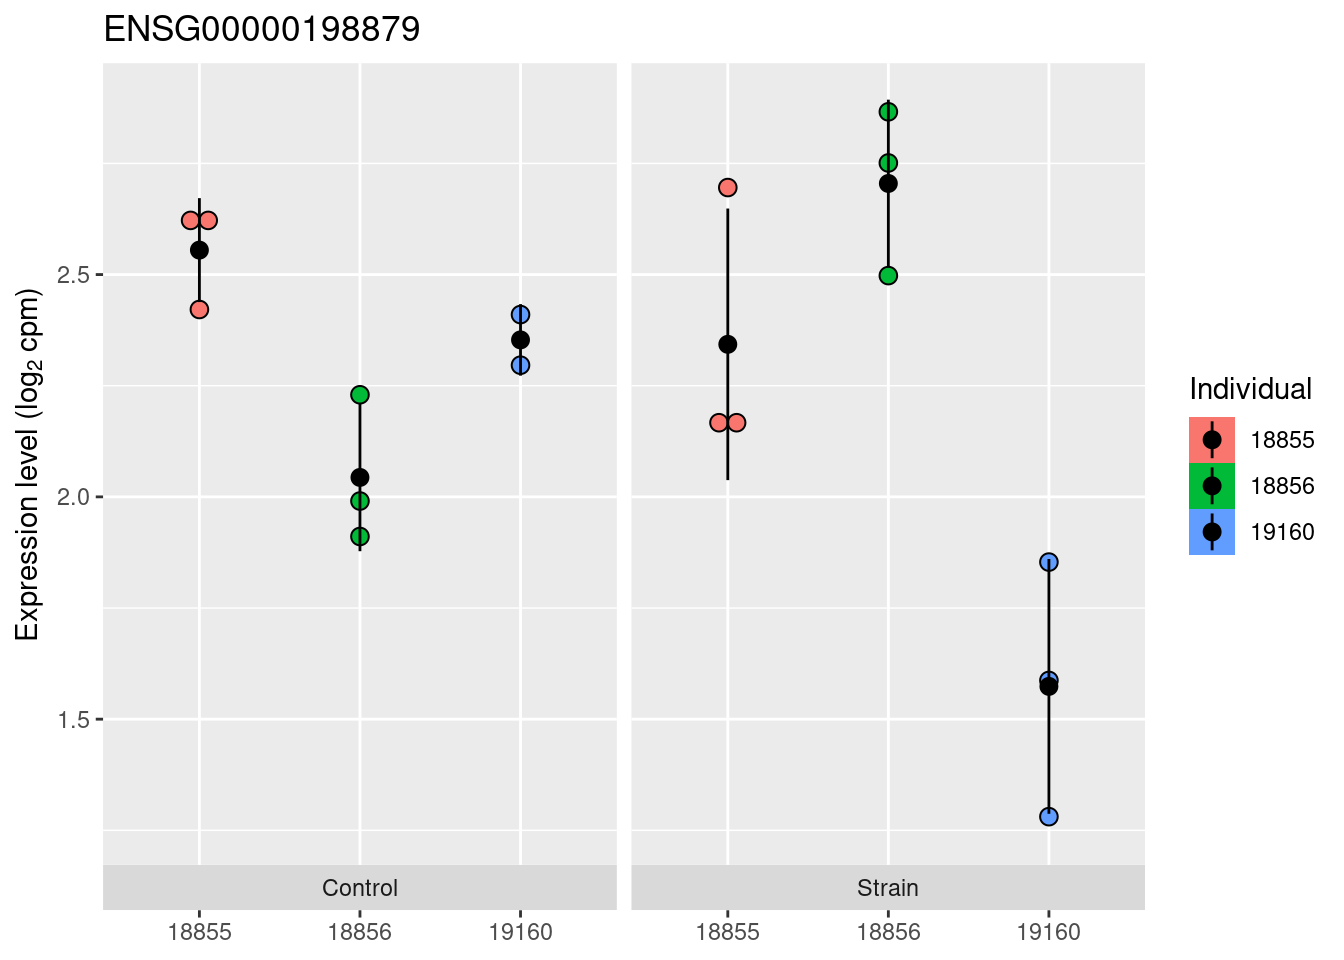 ENSG00000198879
Expression level (log₂ cpm)
2.5
2.0
1.5
Control
Strain
18855
18856
19160
18855
18856
19160
Individual
18855
18856
19160